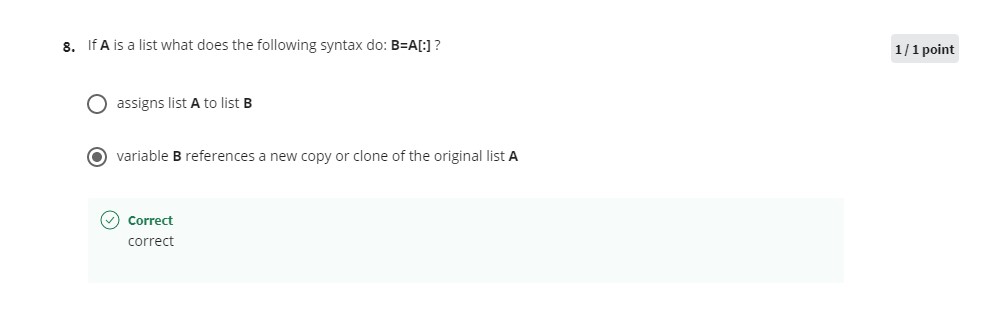 8. If A is a list what does the following syntax do: B=A[:] ?
1 / 1 point
assigns list A to list B
variable B references a new copy or clone of the original list A
Correct
correct